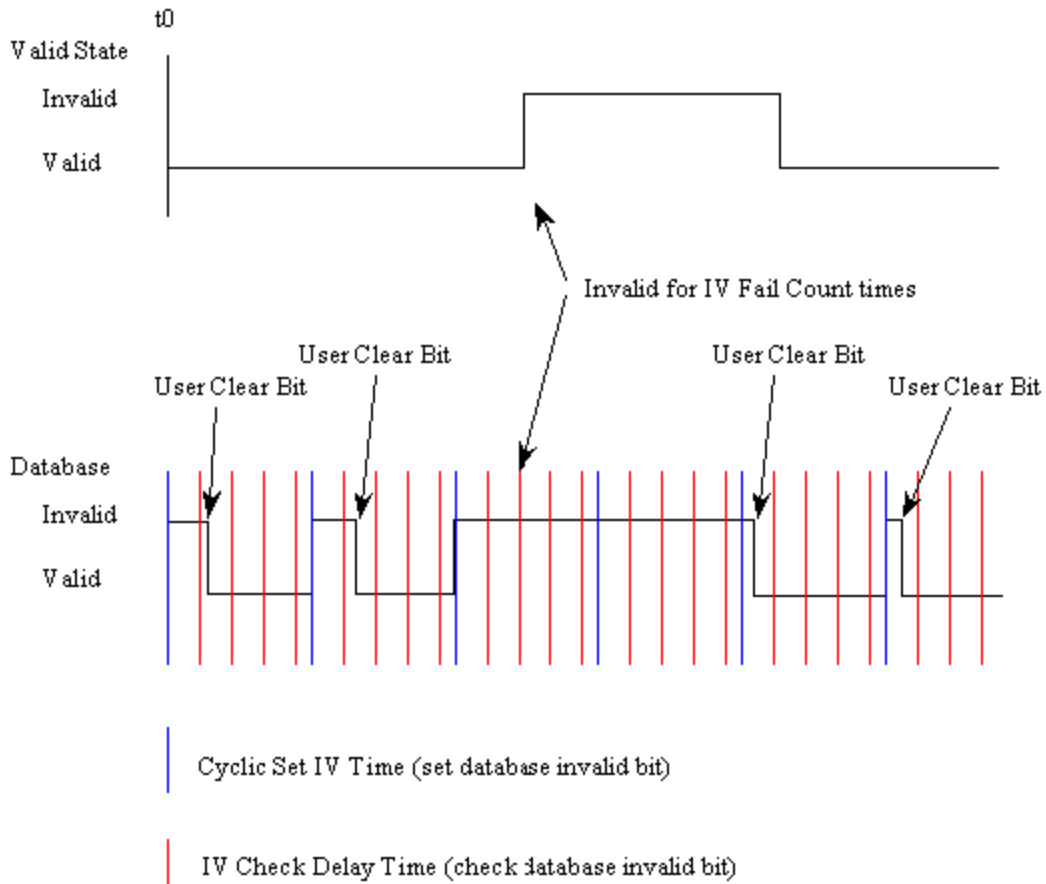 t0
Valid State
Invalid
Valid
Invalid for IV Fail Count times
User Clear Bit
User Clear Bit
User Clear Bit
User Clear Bit
Database
Invalid
Valid
Cyclic Set IV Time (set database invalid bit)
IV Check Delay Time (check database invalid bit)